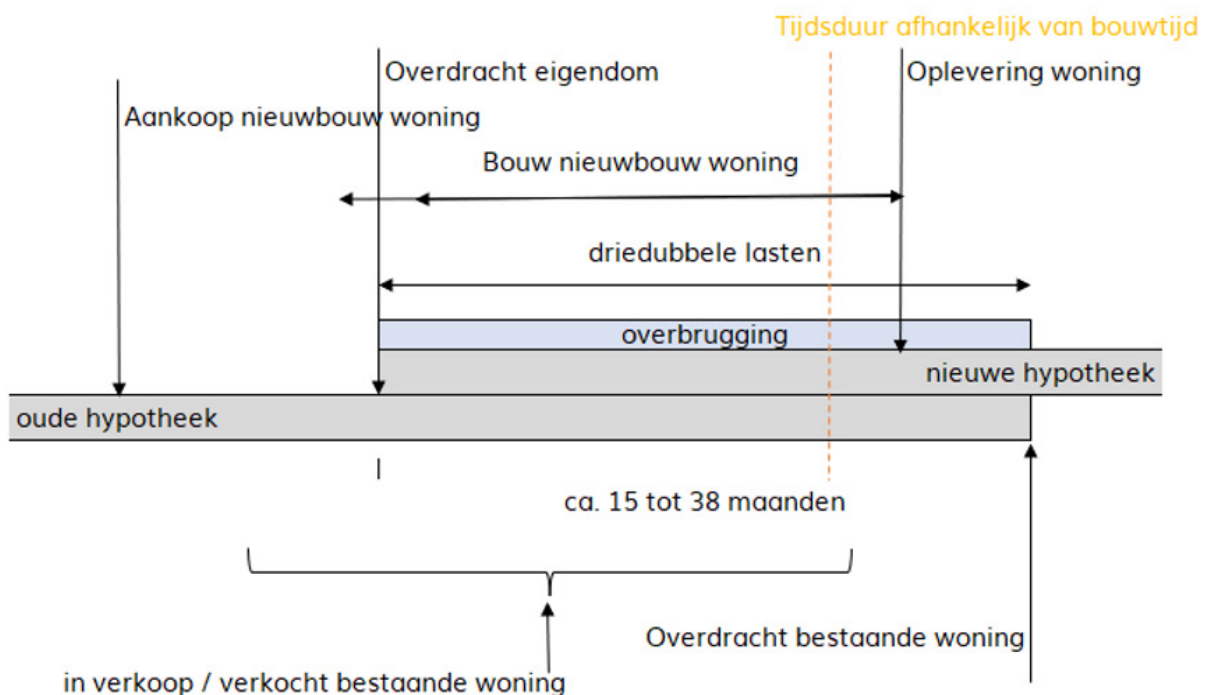 Tijdsduur afhankelijk van bouwtijd
Overdracht eigendom
Oplevering woning
Aankoop nieuwbouw woning
Bouw nieuwbouw woning
driedubbele lasten
overbrugging
nieuwe hypotheek
oude hypotheek
ca. 15 tot 38 maanden
Overdracht bestaande woning
in verkoop / verkocht bestaande woning